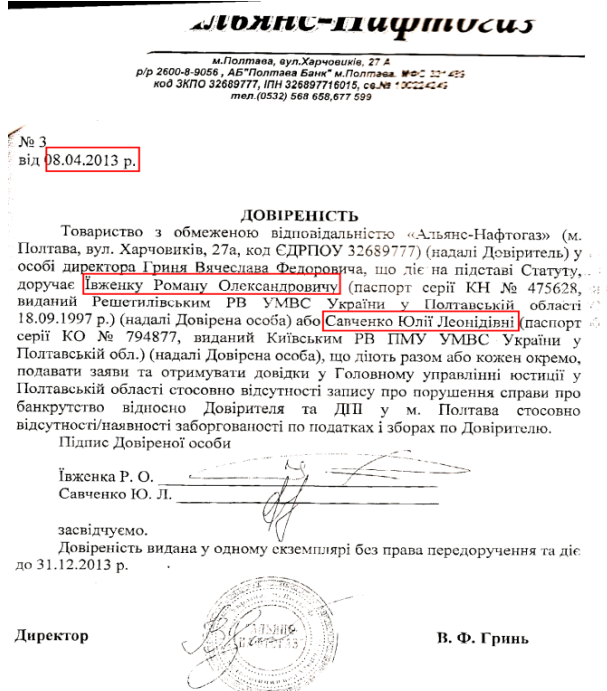 Альянс-Нафтогаз
м.Полтава, вул.Харчовиків, 27 А
р/р 2600-8-9056 , АБ"Полтава Банк" м.Полтава. МФО 331489
код ЗКПО 32689777, ІПН 326897716015, св.№
тел.(0532) 568 658,677 599
№ 3
від 08.04.2013 р.
ДОВІРЕНІСТЬ
Товариство з обмеженою відповідальністю «Альянс-Нафтогаз» (м.
Полтава, вул. Харчовиків, 27а, код ЄДРПОУ 32689777) (надалі Довіритель) у
особі директора Гриня Вячеслава Федоровича, що діє на підставі Статуту,
доручає Ївженку Роману Олександровичу (паспорт серії КН № 475628,
виданий Решетилівським РВ УМВС України у Полтавській області
18.09.1997 р.) (надалі Довірена особа) або Савченко Юлії Леонідівні (паспорт
серії КО № 794877, виданий Київським РВ ПМУ УМВС України у
Полтавській обл.) (надалі Довірена особа), що діють разом або кожен окремо,
подавати заяви та отримувати довідки у Головному управлінні юстиції у
Полтавській області стосовно відсутності запису про порушення справи про
банкрутство відносно Довірителя та ДПІ у м. Полтава стосовно
відсутності/наявності заборгованості по податках і зборах по Довірителю.
Підпис Довіреної особи
Ївженка Р. О.
Савченко Ю. Л.
засвідчуємо.
Довіреність видана у одному екземплярі без права передоручення та діє
до 31.12.2013 р.
Директор В. Ф. Гринь